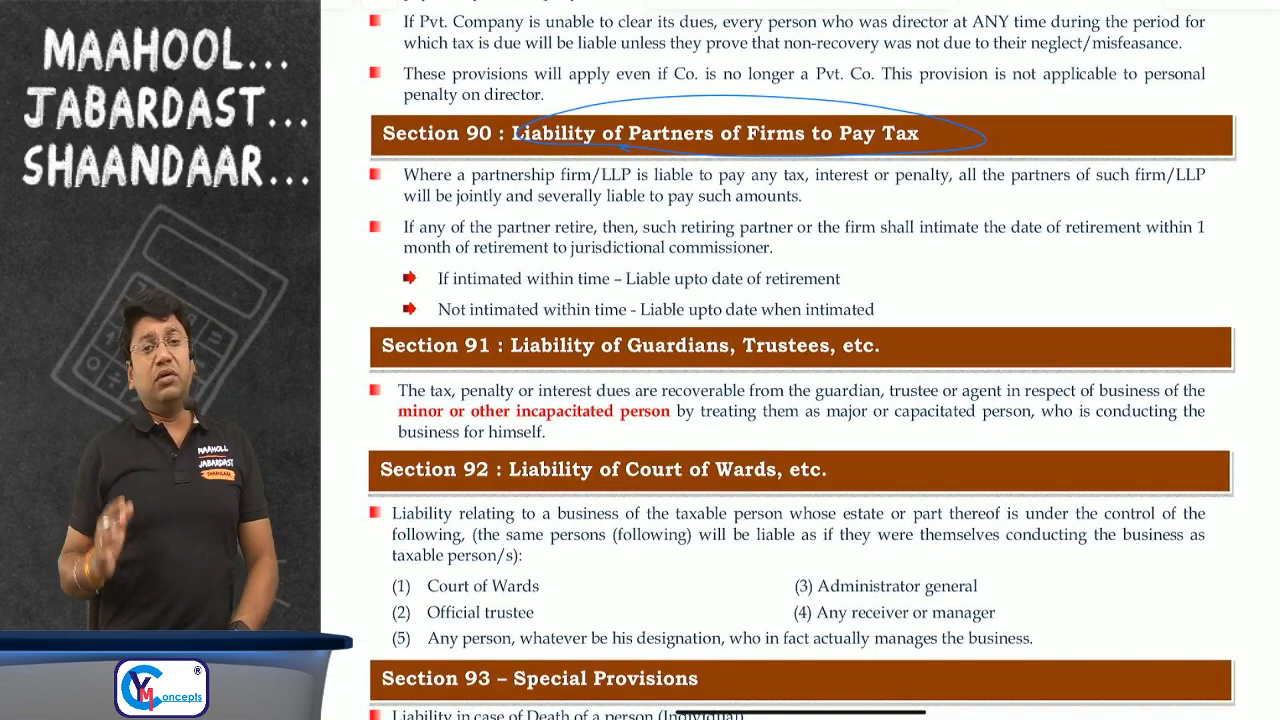 MAAHOOL...
JABARDAST...
SHAANDAAR...
If Pvt. Company is unable to clear its dues, every person who was director at ANY time during the period for
which tax is due will be liable unless they prove that non-recovery was not due to their neglect/misfeasance.
These provisions will apply even if Co. is no longer a Pvt. Co. This provision is not applicable to personal
penalty on director.
Section 90 : Liability of Partners of Firms to Pay Tax
Where a partnership firm/LLP is liable to pay any tax, interest or penalty, all the partners of such firm/LLP
will be jointly and severally liable to pay such amounts.
If any of the partner retire, then, such retiring partner or the firm shall intimate the date of retirement within 1
month of retirement to jurisdictional commissioner.
If intimated within time – Liable upto date of retirement
Not intimated within time - Liable upto date when intimated
Section 91 : Liability of Guardians, Trustees, etc.
The tax, penalty or interest dues are recoverable from the guardian, trustee or agent in respect of business of the
minor or other incapacitated person by treating them as major or capacitated person, who is conducting the
business for himself.
Section 92 : Liability of Court of Wards, etc.
Liability relating to a business of the taxable person whose estate or part thereof is under the control of the
following, (the same persons (following) will be liable as if they were themselves conducting the business as
taxable person/s):
(1) Court of Wards (3) Administrator general
(2) Official trustee (4) Any receiver or manager
(5) Any person, whatever be his designation, who in fact actually manages the business.
Section 93 – Special Provisions
Liability in case of Death of a person (Individual)
MAAHOLL
JABARDAST
SHAANDAAR
YM Concepts ®